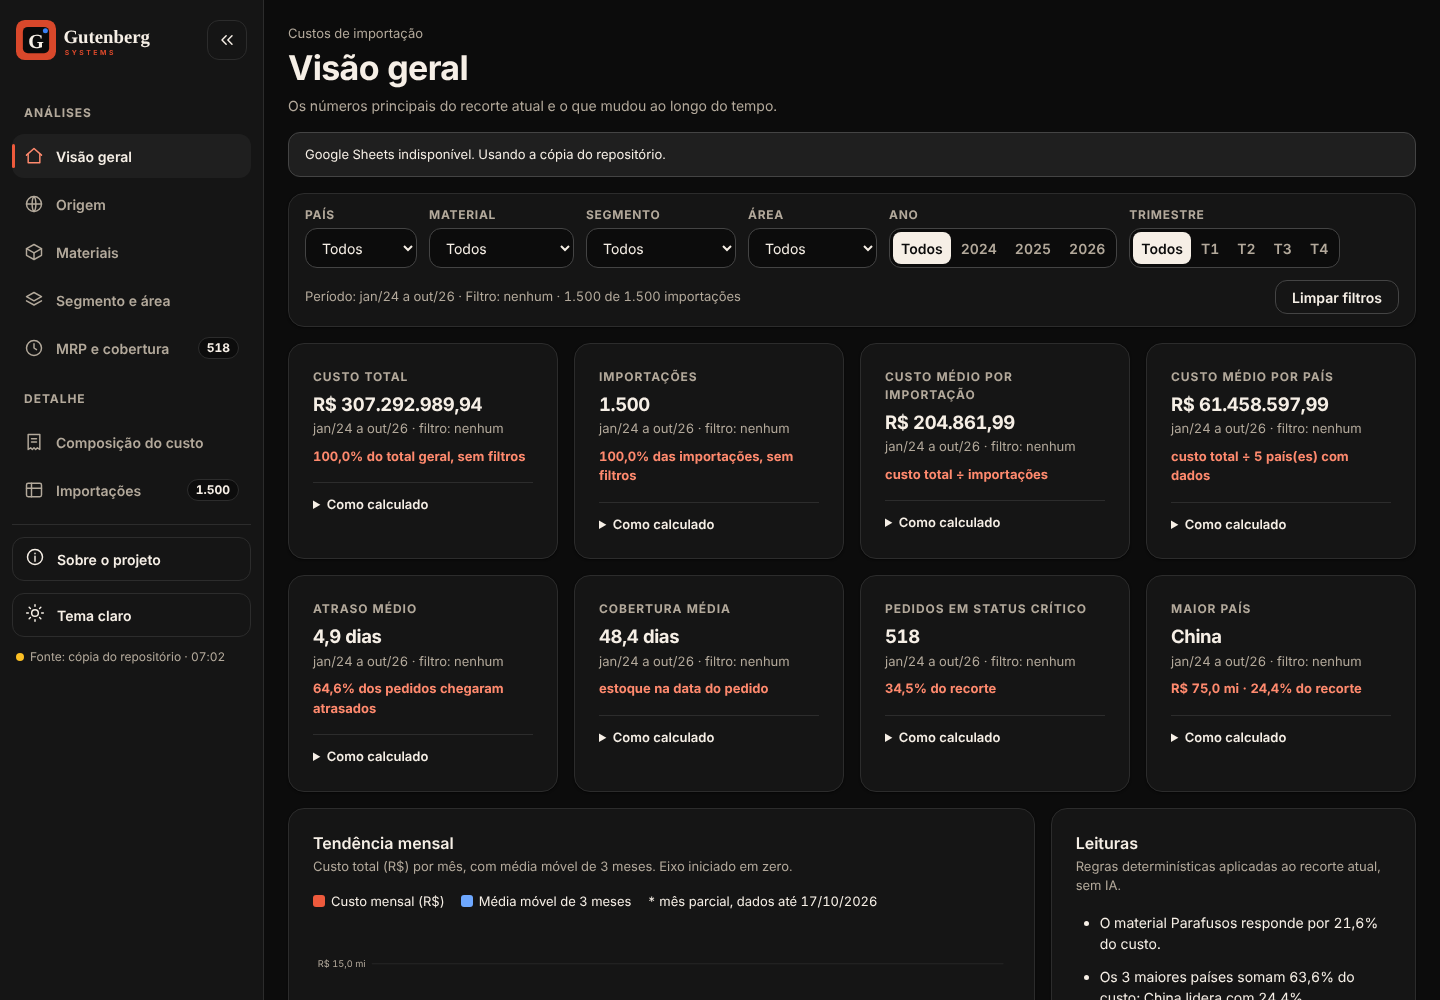 G
Gutenberg
SYSTEMS
ANÁLISES
Visão geral
Origem
Materiais
Segmento e área
MRP e cobertura 518
DETALHE
Composição do custo
Importações 1.500
Sobre o projeto
Tema claro
Fonte: cópia do repositório · 07:02
Custos de importação
Visão geral
Os números principais do recorte atual e o que mudou ao longo do tempo.
Google Sheets indisponível. Usando a cópia do repositório.
PAÍS MATERIAL SEGMENTO ÁREA ANO TRIMESTRE
Todos Todos Todos Todos Todos 2024 2025 2026 Todos T1 T2 T3 T4
Período: jan/24 a out/26 · Filtro: nenhum · 1.500 de 1.500 importações
Limpar filtros
CUSTO TOTAL
R$ 307.292.989,94
jan/24 a out/26 · filtro: nenhum
100,0% do total geral, sem filtros
Como calculado
IMPORTAÇÕES
1.500
jan/24 a out/26 · filtro: nenhum
100,0% das importações, sem
filtros
Como calculado
CUSTO MÉDIO POR
IMPORTAÇÃO
R$ 204.861,99
jan/24 a out/26 · filtro: nenhum
custo total ÷ importações
Como calculado
CUSTO MÉDIO POR PAÍS
R$ 61.458.597,99
jan/24 a out/26 · filtro: nenhum
custo total ÷ 5 país(es) com
dados
Como calculado
ATRASO MÉDIO
4,9 dias
jan/24 a out/26 · filtro: nenhum
64,6% dos pedidos chegaram
atrasados
Como calculado
COBERTURA MÉDIA
48,4 dias
jan/24 a out/26 · filtro: nenhum
estoque na data do pedido
Como calculado
PEDIDOS EM STATUS CRÍTICO
518
jan/24 a out/26 · filtro: nenhum
34,5% do recorte
Como calculado
MAIOR PAÍS
China
jan/24 a out/26 · filtro: nenhum
R$ 75,0 mi · 24,4% do recorte
Como calculado
Tendência mensal
Custo total (R$) por mês, com média móvel de 3 meses. Eixo iniciado em zero.
Custo mensal (R$) Média móvel de 3 meses * mês parcial, dados até 17/10/2026
R$ 15,0 mi
Leituras
Regras determinísticas aplicadas ao recorte atual,
sem IA.
• O material Parafusos responde por 21,6%
do custo.
• Os 3 maiores países somam 63,6% do
custo; China lidera com 24,4%.